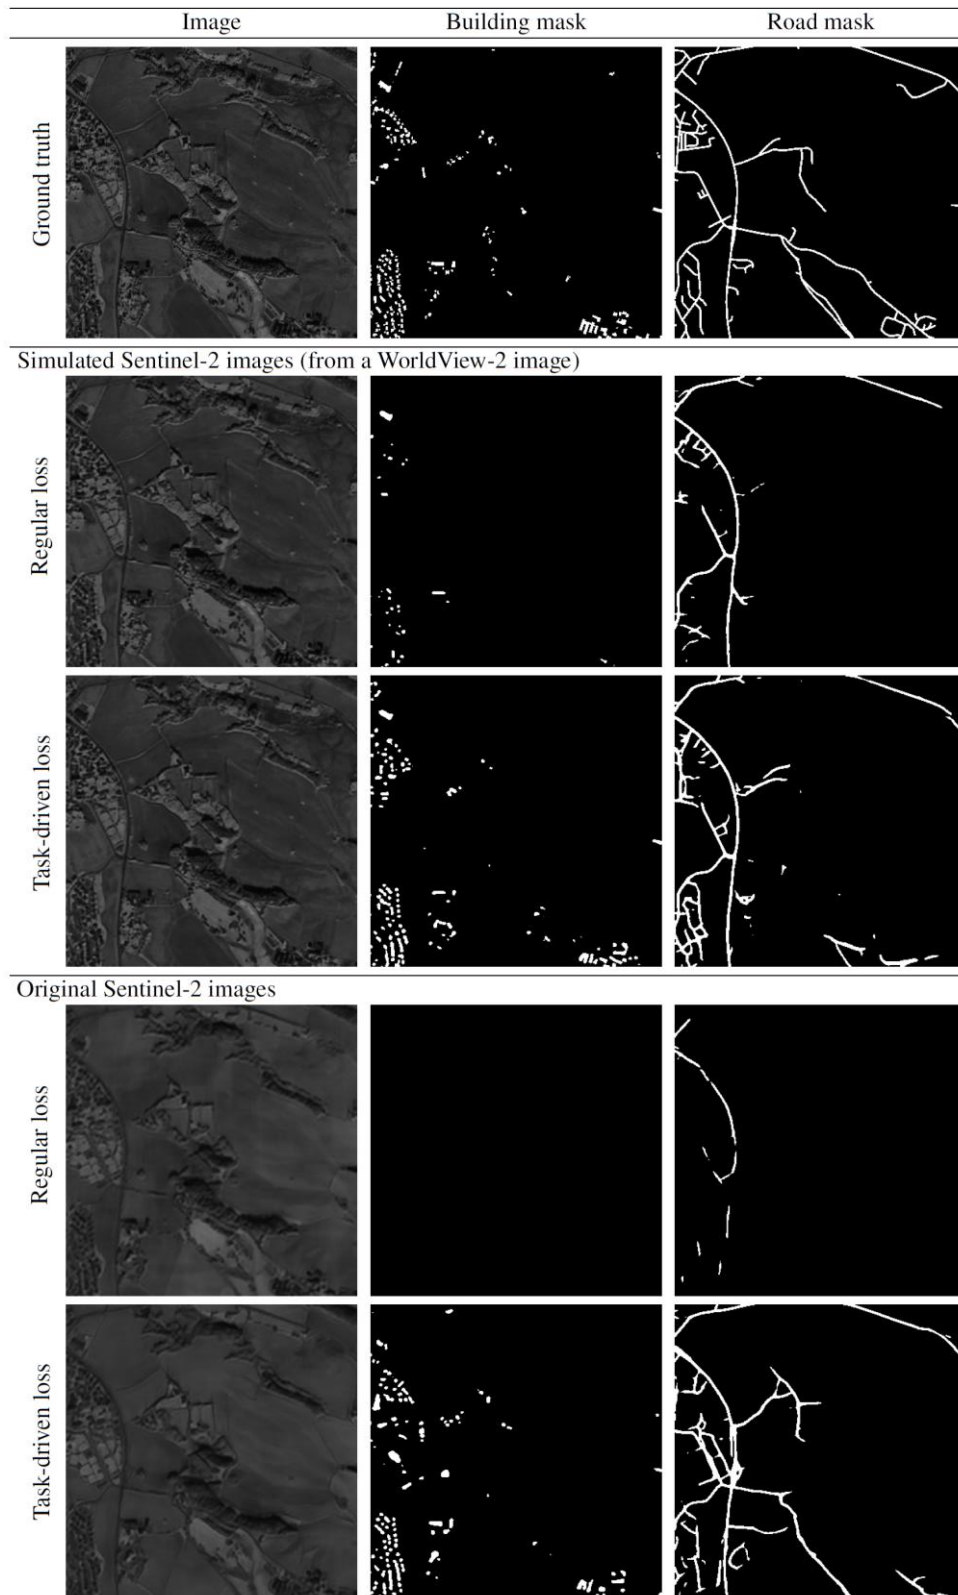 Image Building mask Road mask
Ground truth
Simulated Sentinel-2 images (from a WorldView-2 image)
Regular loss
Task-driven loss
Original Sentinel-2 images
Regular loss
Task-driven loss